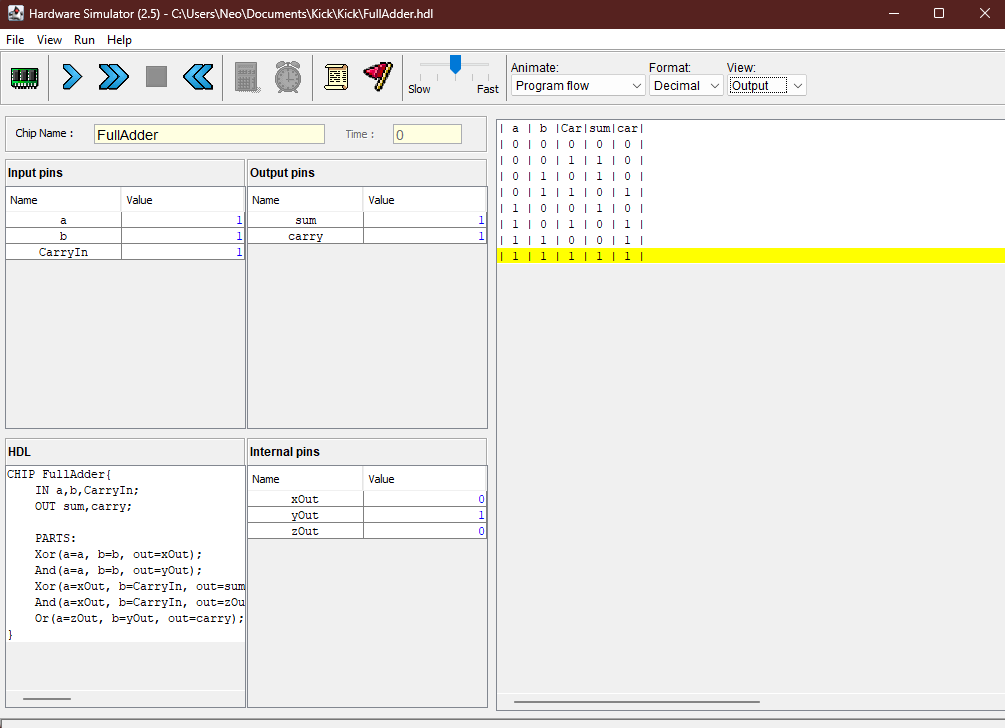 Hardware Simulator (2.5) - C:\Users\Neo\Documents\Kick\Kick\FullAdder.hdl
File View Run Help
Slow Fast
Animate: Format: View:
Program flow Decimal Output
Chip Name : FullAdder Time : 0
Input pins
Name Value
a 1
b 1
CarryIn 1
Output pins
Name Value
sum 1
carry 1
HDL
CHIP FullAdder{
IN a,b,CarryIn;
OUT sum,carry;
PARTS:
Xor(a=a, b=b, out=xOut);
And(a=a, b=b, out=yOut);
Xor(a=xOut, b=CarryIn, out=sum
And(a=xOut, b=CarryIn, out=zOu
Or(a=zOut, b=yOut, out=carry);
}
Internal pins
Name Value
xOut 0
yOut 1
zOut 0
| a | b |Car|sum|car|
| 0 | 0 | 0 | 0 | 0 |
| 0 | 0 | 1 | 1 | 0 |
| 0 | 1 | 0 | 1 | 0 |
| 0 | 1 | 1 | 0 | 1 |
| 1 | 0 | 0 | 1 | 0 |
| 1 | 0 | 1 | 0 | 1 |
| 1 | 1 | 0 | 0 | 1 |
| 1 | 1 | 1 | 1 | 1 |